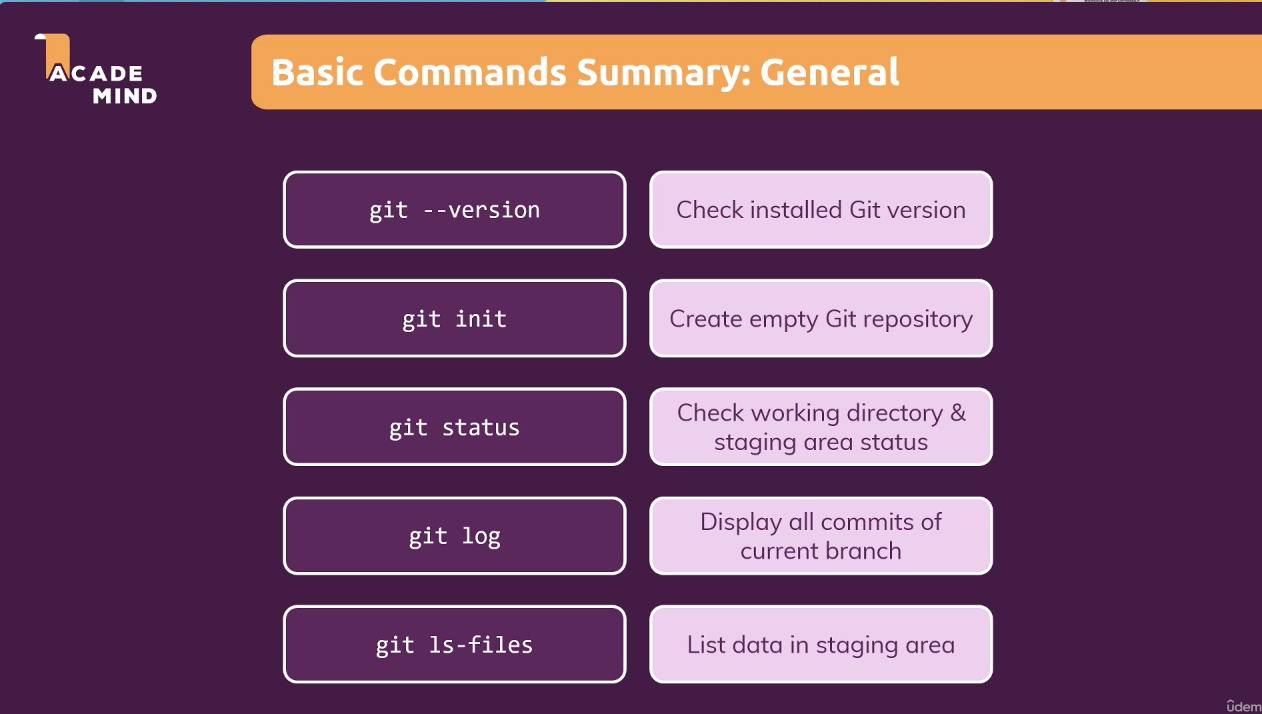 ACADE
MIND
Basic Commands Summary: General
git --version
Check installed Git version
git init
Create empty Git repository
git status
Check working directory &
staging area status
git log
Display all commits of
current branch
git ls-files
List data in staging area